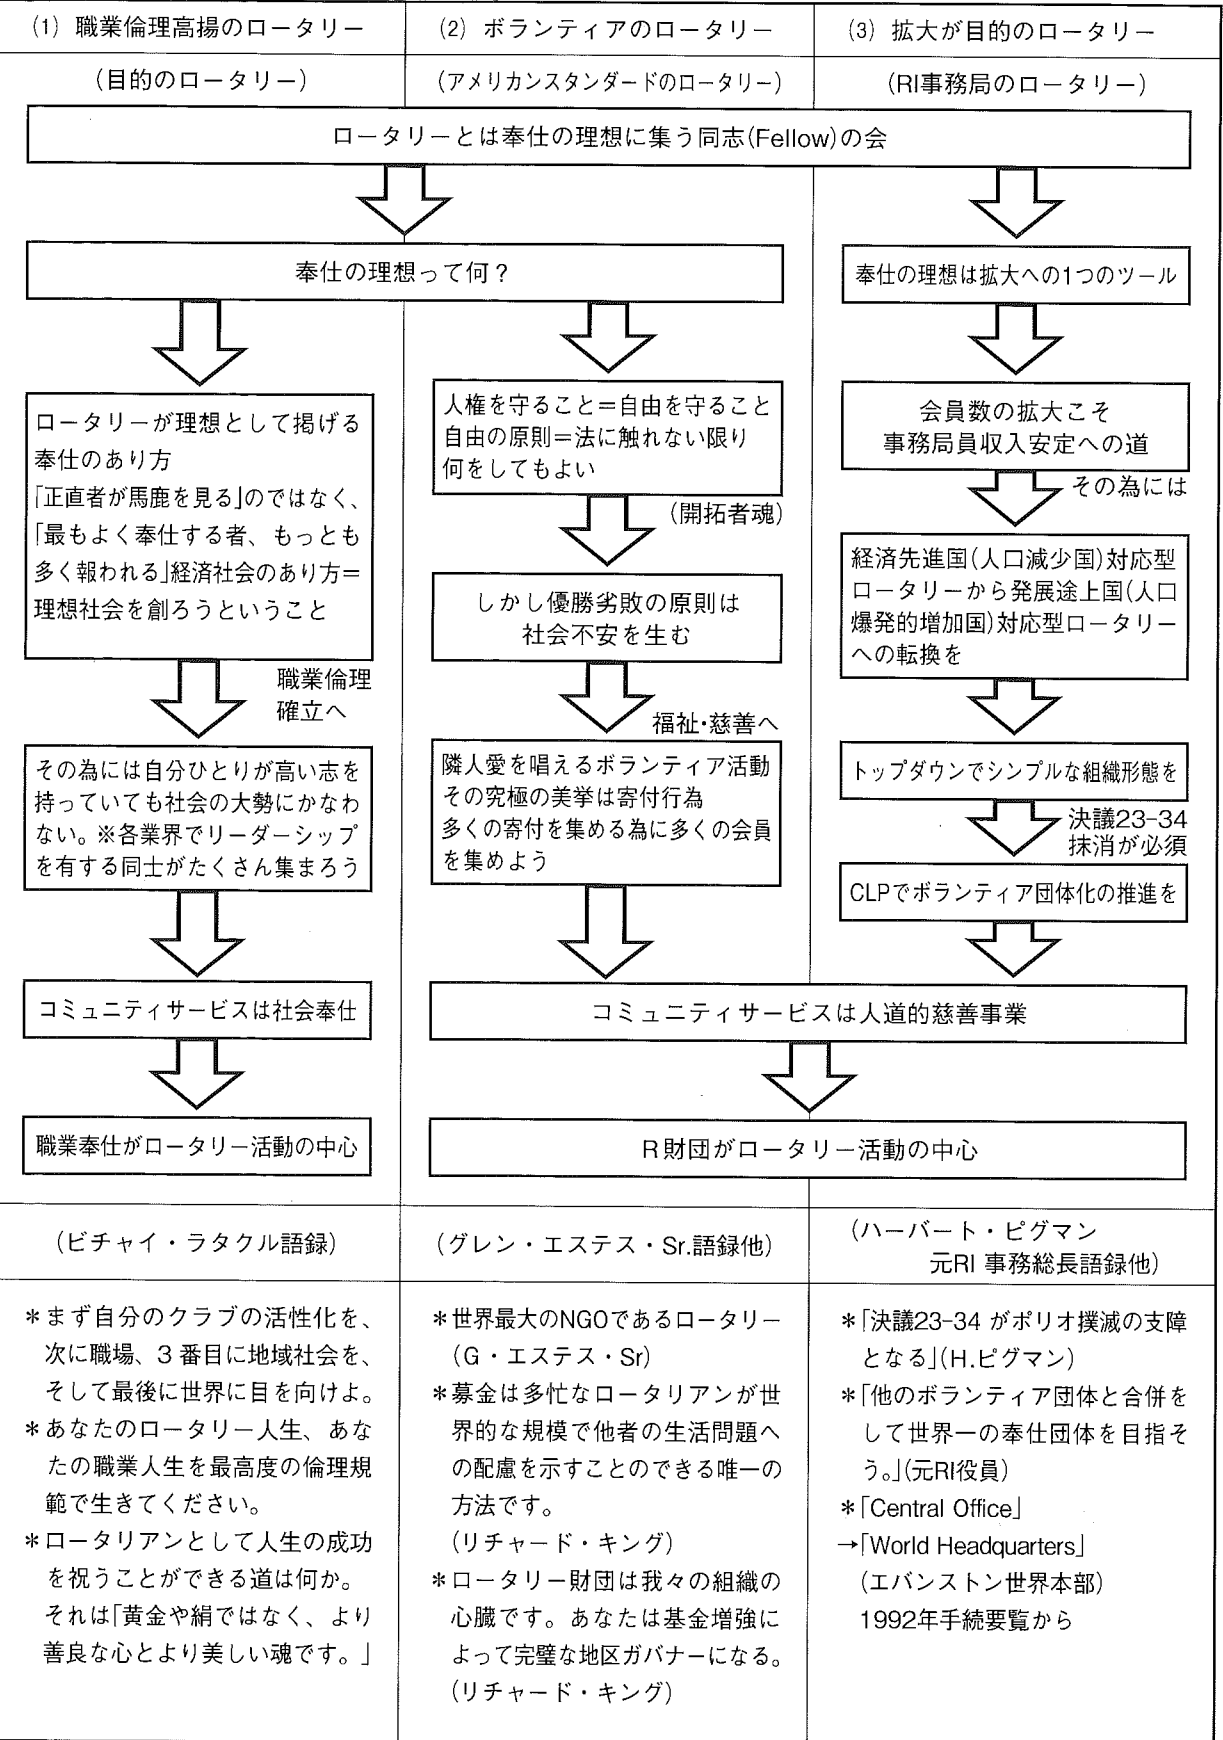 (1) 職業倫理高揚のロータリー
(2) ボランティアのロータリー
(3) 拡大が目的のロータリー
(目的のロータリー)
(アメリカンスタンダードのロータリー)
(RI事務局のロータリー)
ロータリーとは奉仕の理想に集う同志(Fellow)の会
奉仕の理想って何？
ロータリーが理想として掲げる
奉仕のあり方
「正直者が馬鹿を見る」のではなく、
「最もよく奉仕する者、もっとも
多く報われる」経済社会のあり方＝
理想社会を創ろうということ
職業倫理
確立へ
その為には自分ひとりが高い志を
持っていても社会の大勢にかなわ
ない。※各業界でリーダーシップ
を有する同士がたくさん集まろう
コミュニティサービスは社会奉仕
職業奉仕がロータリー活動の中心
人権を守ること＝自由を守ること
自由の原則＝法に触れない限り
何をしてもよい
(開拓者魂)
しかし優勝劣敗の原則は
社会不安を生む
福祉・慈善へ
隣人愛を唱えるボランティア活動
その究極の美挙は寄付行為
多くの寄付を集める為に多くの会員
を集めよう
奉仕の理想は拡大への1つのツール
会員数の拡大こそ
事務局員収入安定への道
その為には
経済先進国(人口減少国)対応型
ロータリーから発展途上国(人口
爆発的増加国)対応型ロータリー
への転換を
トップダウンでシンプルな組織形態を
決議23-34
抹消が必須
CLPでボランティア団体化の推進を
コミュニティサービスは人道的慈善事業
R財団がロータリー活動の中心
(ビチャイ・ラタクル語録)
＊まず自分のクラブの活性化を、
次に職場、3番目に地域社会を、
そして最後に世界に目を向けよ。
＊あなたのロータリー人生、あな
たの職業人生を最高度の倫理規
範で生きてください。
＊ロータリアンとして人生の成功
を祝うことができる道は何か。
それは「黄金や絹ではなく、より
善良な心とより美しい魂です。」
(グレン・エステス・Sr.語録他)
＊世界最大のNGOであるロータリー
(G・エステス・Sr)
＊募金は多忙なロータリアンが世
界的な規模で他者の生活問題へ
の配慮を示すことのできる唯一の
方法です。
(リチャード・キング)
＊ロータリー財団は我々の組織の
心臓です。あなたは基金増強に
よって完璧な地区ガバナーになる。
(リチャード・キング)
(ハーバート・ピグマン
元RI 事務総長語録他)
＊「決議23-34 がポリオ撲滅の支障
となる」(H.ピグマン)
＊「他のボランティア団体と合併を
して世界一の奉仕団体を目指そ
う。」(元RI役員)
＊「Central Office」
→「World Headquarters」
(エバンストン世界本部)
1992年手続要覧から